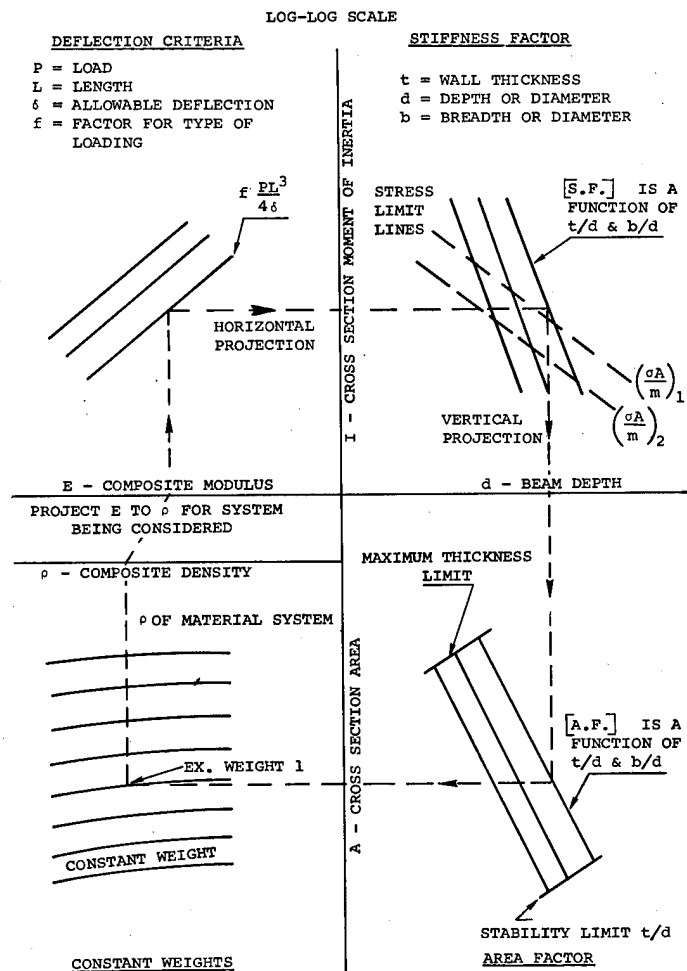 LOG-LOG SCALE
DEFLECTION CRITERIA
P = LOAD
L = LENGTH
δ = ALLOWABLE DEFLECTION
f = FACTOR FOR TYPE OF
LOADING
f PL³/4δ
HORIZONTAL
PROJECTION
E - COMPOSITE MODULUS
I - CROSS SECTION MOMENT OF INERTIA
STIFFNESS FACTOR
t = WALL THICKNESS
d = DEPTH OR DIAMETER
b = BREADTH OR DIAMETER
STRESS
LIMIT
LINES
[S.F.] IS A
FUNCTION OF
t/d & b/d
(σA/m)₁
(σA/m)₂
VERTICAL
PROJECTION
d - BEAM DEPTH
PROJECT E TO ρ FOR SYSTEM
BEING CONSIDERED
ρ - COMPOSITE DENSITY
ρ OF MATERIAL SYSTEM
EX. WEIGHT 1
CONSTANT WEIGHT
CONSTANT WEIGHTS
A - CROSS SECTION AREA
MAXIMUM THICKNESS
LIMIT
[A.F.] IS A
FUNCTION OF
t/d & b/d
STABILITY LIMIT t/d
AREA FACTOR